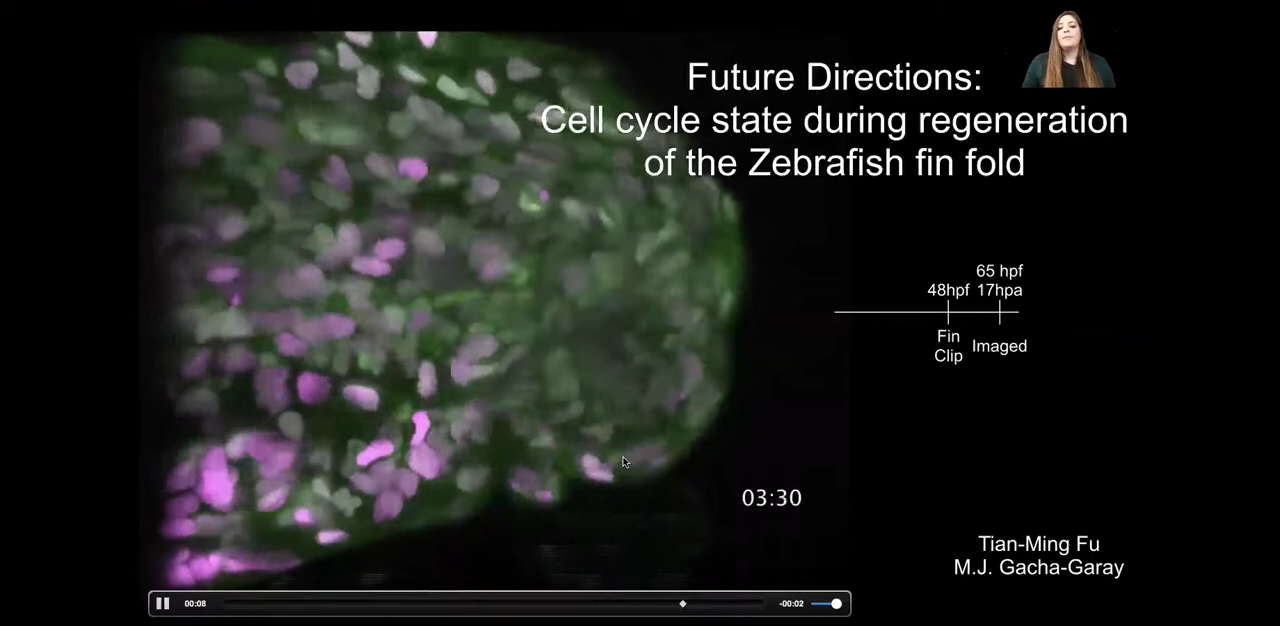 Future Directions:
Cell cycle state during regeneration
of the Zebrafish fin fold
65 hpf
48hpf 17hpa
Fin
Clip
Imaged
03:30
Tian-Ming Fu
M.J. Gacha-Garay
00:08
-00:02